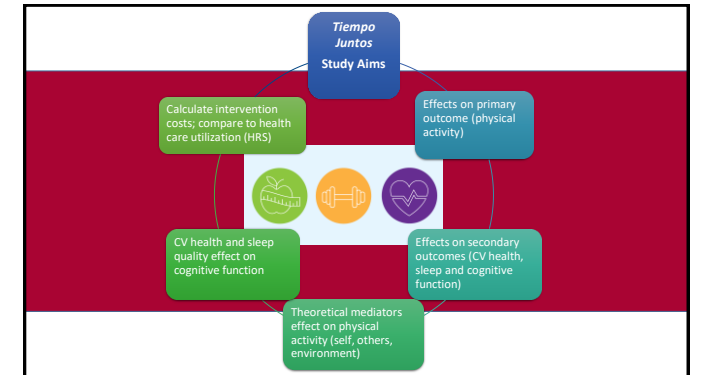 Tiempo
Juntos
Study Aims
Effects on primary
outcome (physical
activity)
Effects on secondary
outcomes (CV health,
sleep and cognitive
function)
Theoretical mediators
effect on physical
activity (self, others,
environment)
CV health and sleep
quality effect on
cognitive function
Calculate intervention
costs; compare to health
care utilization (HRS)